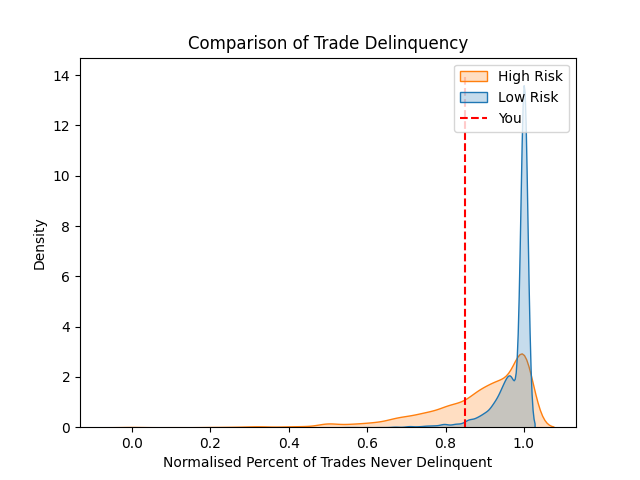 Comparison of Trade Delinquency
High Risk
Low Risk
You
14
12
10
8
6
4
2
0
Density
0.0 0.2 0.4 0.6 0.8 1.0
Normalised Percent of Trades Never Delinquent